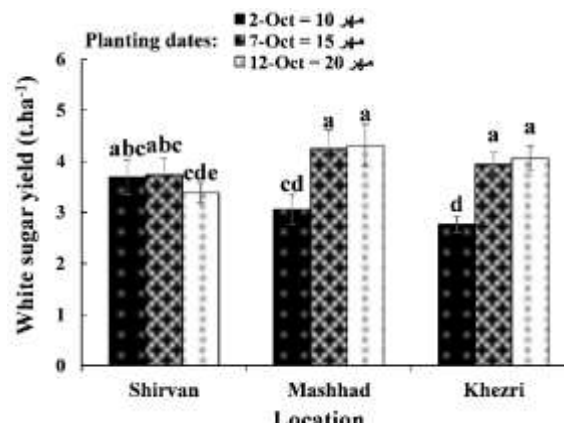 2-Oct = 10 مهر
Planting dates: 7-Oct = 15 مهر
12-Oct = 20 مهر
6
5
4
3
2
1
0
White sugar yield (t.ha-1)
abc abc cde
cd a a
d a a
Shirvan Mashhad Khezri
Location